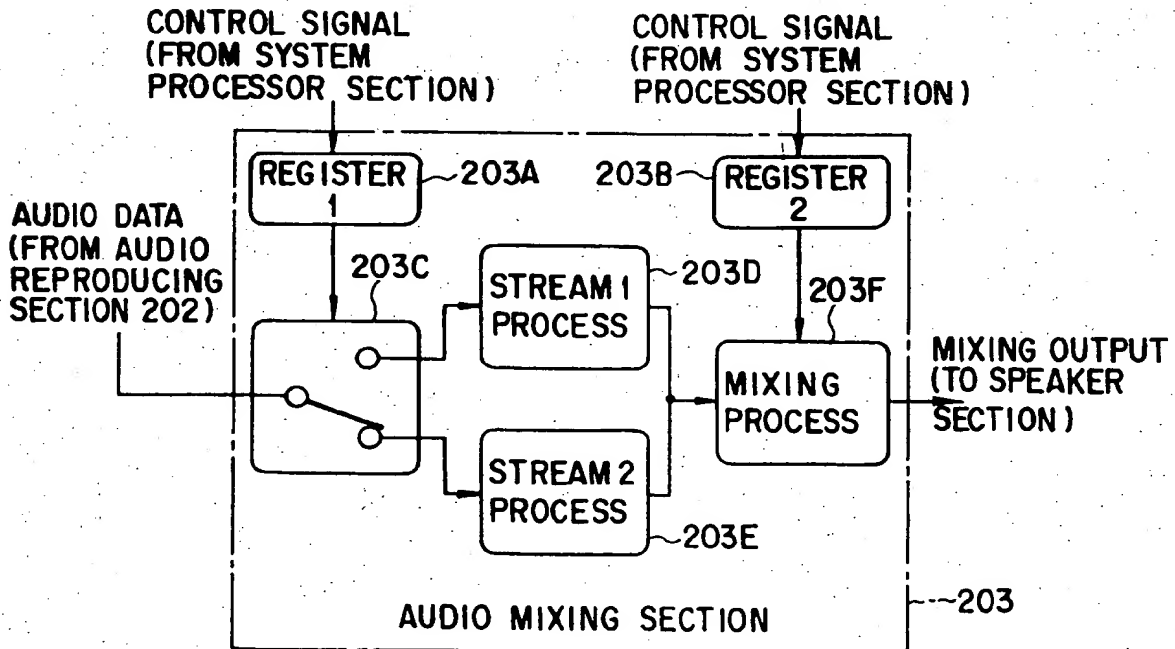 CONTROL SIGNAL
(FROM SYSTEM
PROCESSOR SECTION)
CONTROL SIGNAL
(FROM SYSTEM
PROCESSOR SECTION)
REGISTER
1
203A
203B
REGISTER
2
AUDIO DATA
(FROM AUDIO
REPRODUCING
SECTION 202)
203C
STREAM 1
PROCESS
203D
203F
MIXING
PROCESS
MIXING OUTPUT
(TO SPEAKER
SECTION)
STREAM 2
PROCESS
203E
AUDIO MIXING SECTION
203